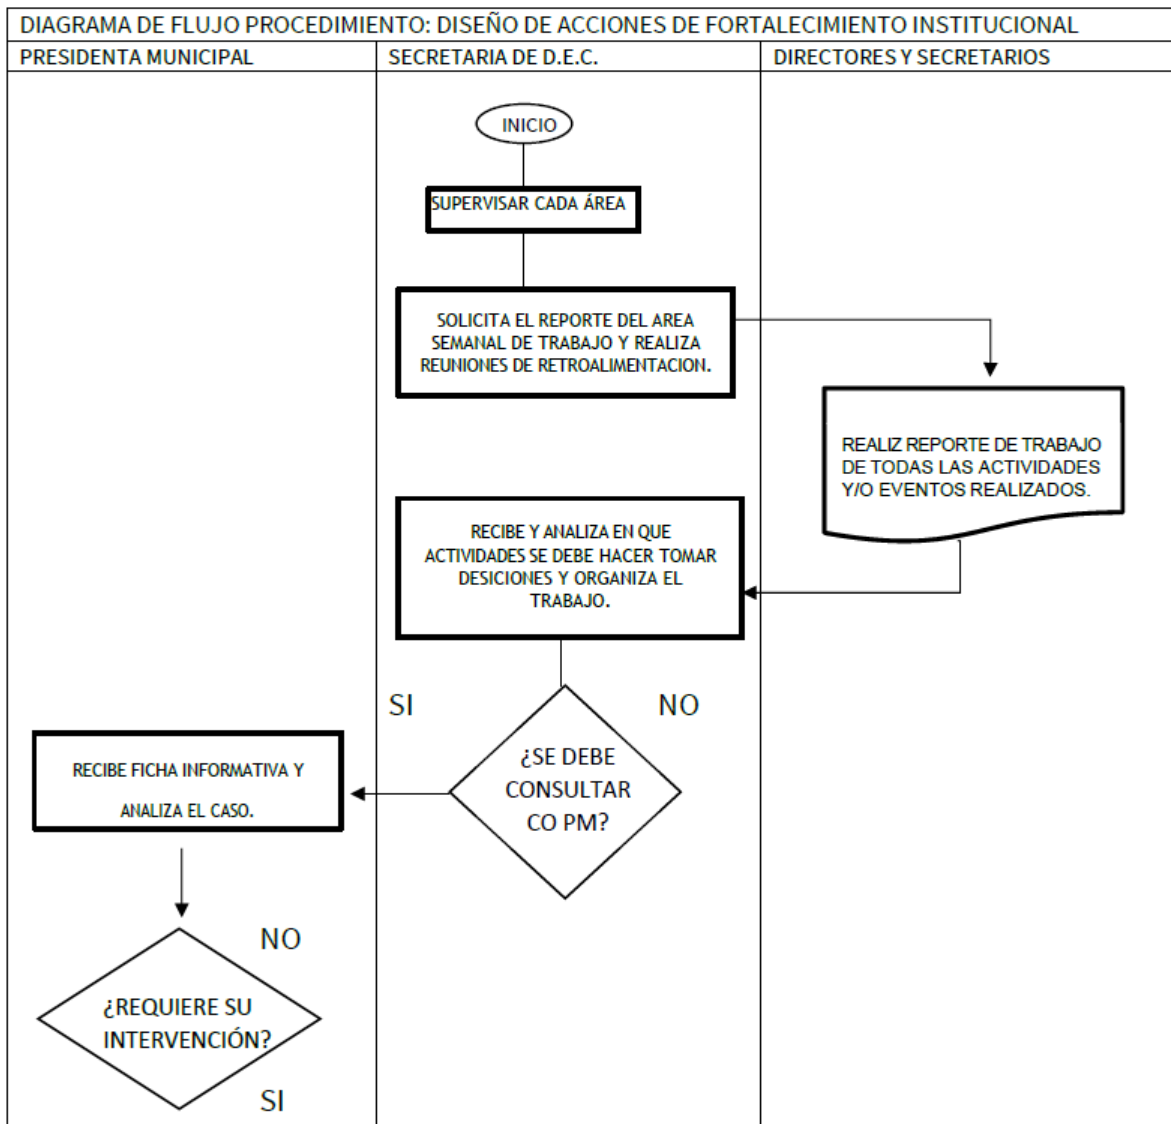 DIAGRAMA DE FLUJO PROCEDIMIENTO: DISEÑO DE ACCIONES DE FORTALECIMIENTO INSTITUCIONAL
PRESIDENTA MUNICIPAL
SECRETARIA DE D.E.C.
DIRECTORES Y SECRETARIOS
INICIO
SUPERVISAR CADA ÁREA
SOLICITA EL REPORTE DEL AREA
SEMANAL DE TRABAJO Y REALIZA
REUNIONES DE RETROALIMENTACION.
REALIZ REPORTE DE TRABAJO
DE TODAS LAS ACTIVIDADES
Y/O EVENTOS REALIZADOS.
RECIBE Y ANALIZA EN QUE
ACTIVIDADES SE DEBE HACER TOMAR
DESICIONES Y ORGANIZA EL
TRABAJO.
SI
NO
¿SE DEBE
CONSULTAR
CO PM?
RECIBE FICHA INFORMATIVA Y
ANALIZA EL CASO.
NO
¿REQUIERE SU
INTERVENCIÓN?
SI